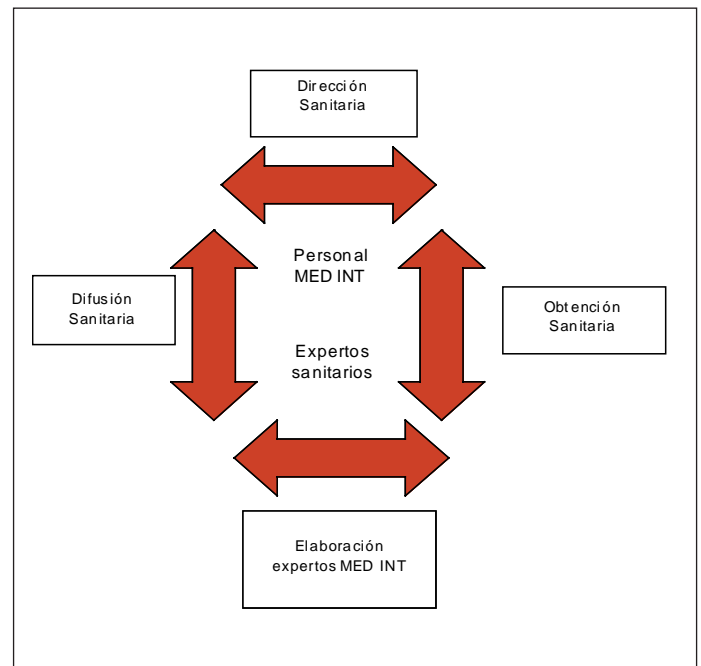 Dirección
Sanitaria
Personal
MED INT
Difusión
Sanitaria
Obtención
Sanitaria
Expertos
sanitarios
Elaboración
expertos MED INT